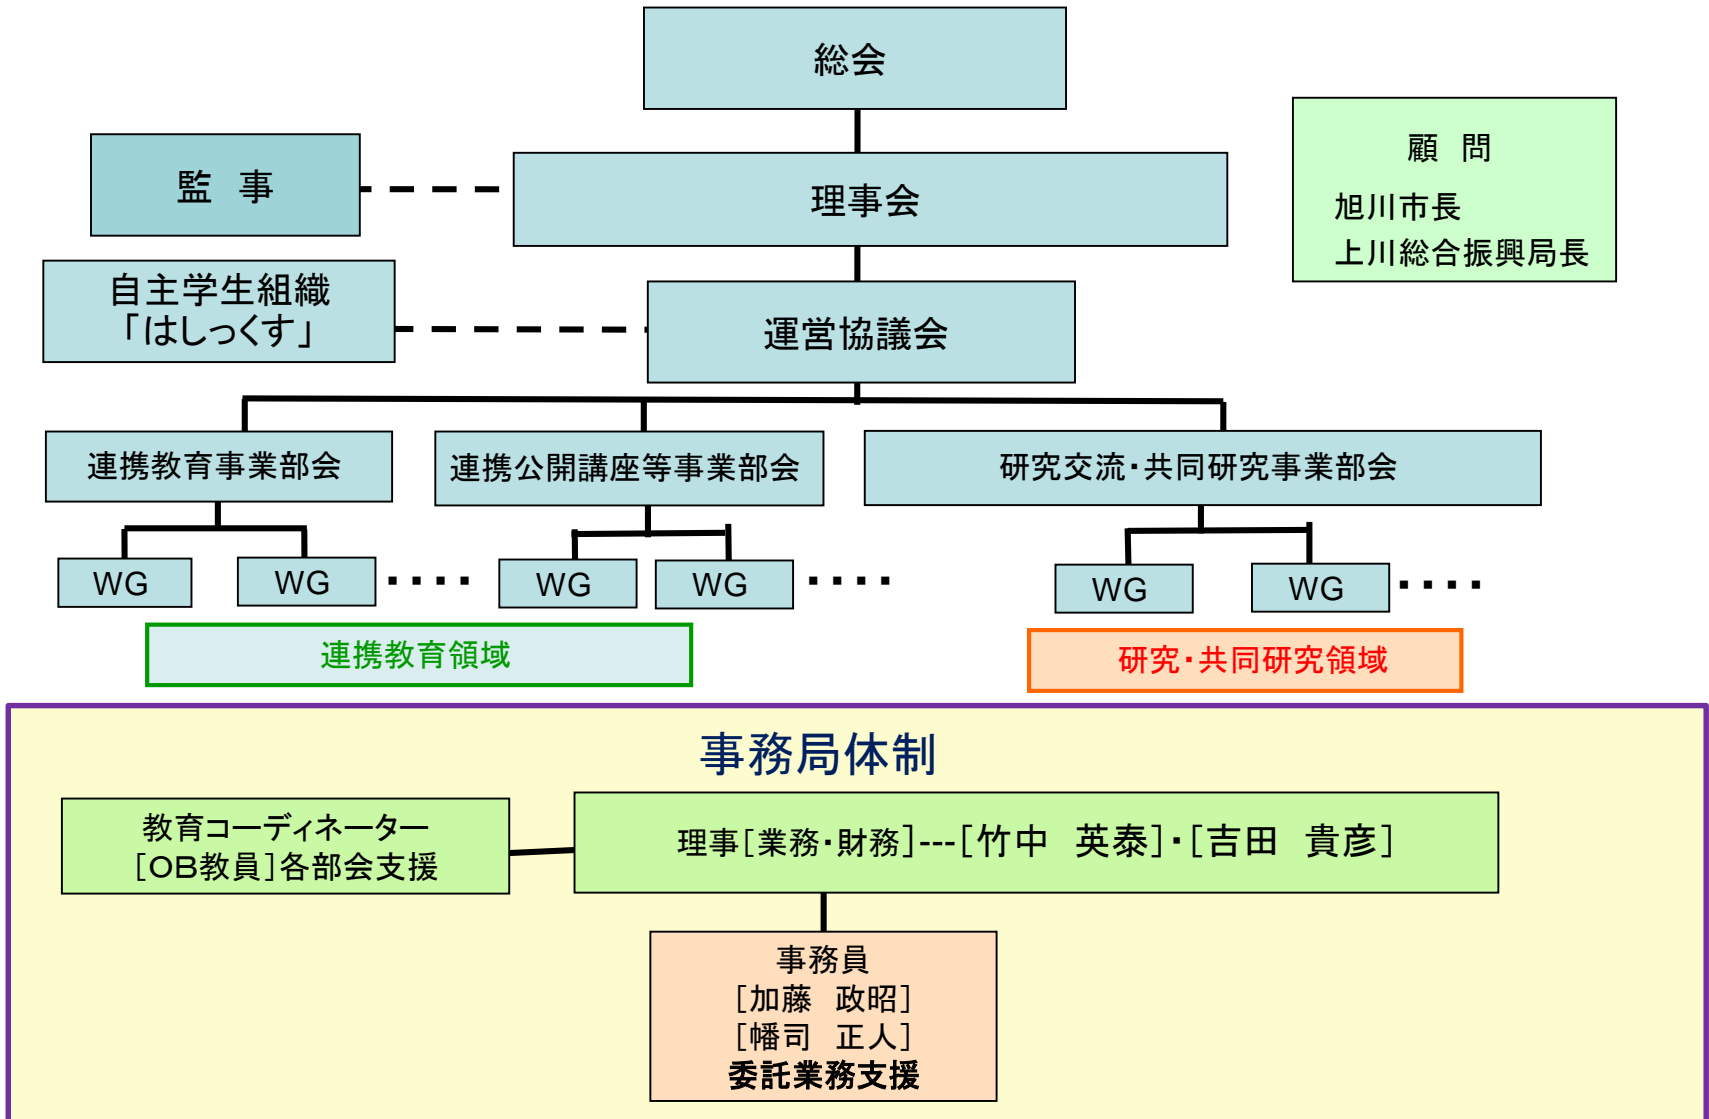 総会
監　事
理事会
顧　問
旭川市長
上川総合振興局長
自主学生組織
「はしっくす」
運営協議会
連携教育事業部会
連携公開講座等事業部会
研究交流・共同研究事業部会
WG
WG
････
WG
WG
････
WG
WG
････
連携教育領域
研究・共同研究領域
事務局体制
教育コーディネーター
［OB教員］各部会支援
理事［業務・財務］---［竹中　英泰］・［吉田　貴彦］
事務員
［加藤　政昭］
［幡司　正人］
委託業務支援